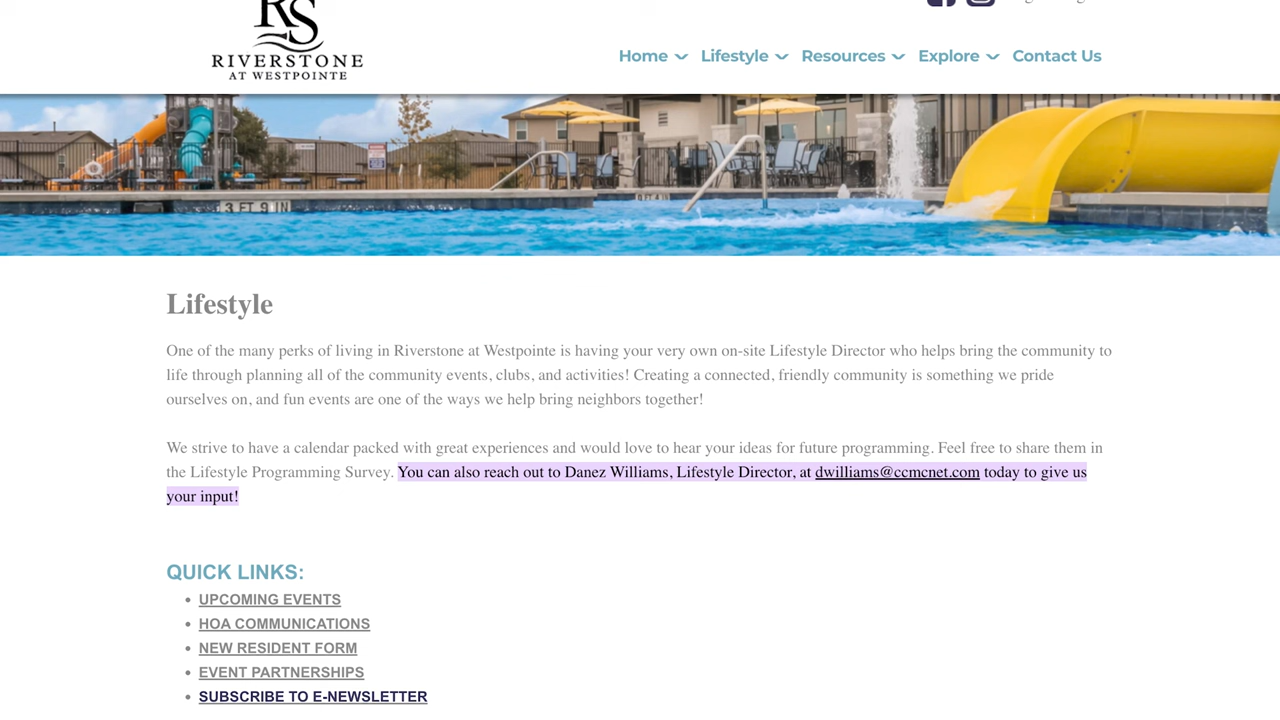 RS
RIVERSTONE
AT WESTPOINTE
Home Lifestyle Resources Explore Contact Us
3 FT 9 IN
Lifestyle
One of the many perks of living in Riverstone at Westpointe is having your very own on-site Lifestyle Director who helps bring the community to
life through planning all of the community events, clubs, and activities! Creating a connected, friendly community is something we pride
ourselves on, and fun events are one of the ways we help bring neighbors together!
We strive to have a calendar packed with great experiences and would love to hear your ideas for future programming. Feel free to share them in
the Lifestyle Programming Survey. You can also reach out to Danez Williams, Lifestyle Director, at dwilliams@ccmcnet.com today to give us
your input!
QUICK LINKS:
• UPCOMING EVENTS
• HOA COMMUNICATIONS
• NEW RESIDENT FORM
• EVENT PARTNERSHIPS
• SUBSCRIBE TO E-NEWSLETTER